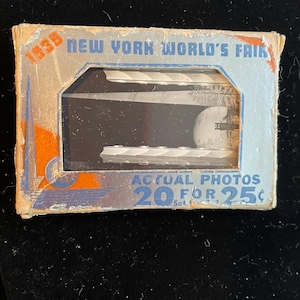 1939
NEW YORK WORLD'S FAIR
ACTUAL PHOTOS
20 FOR 25¢